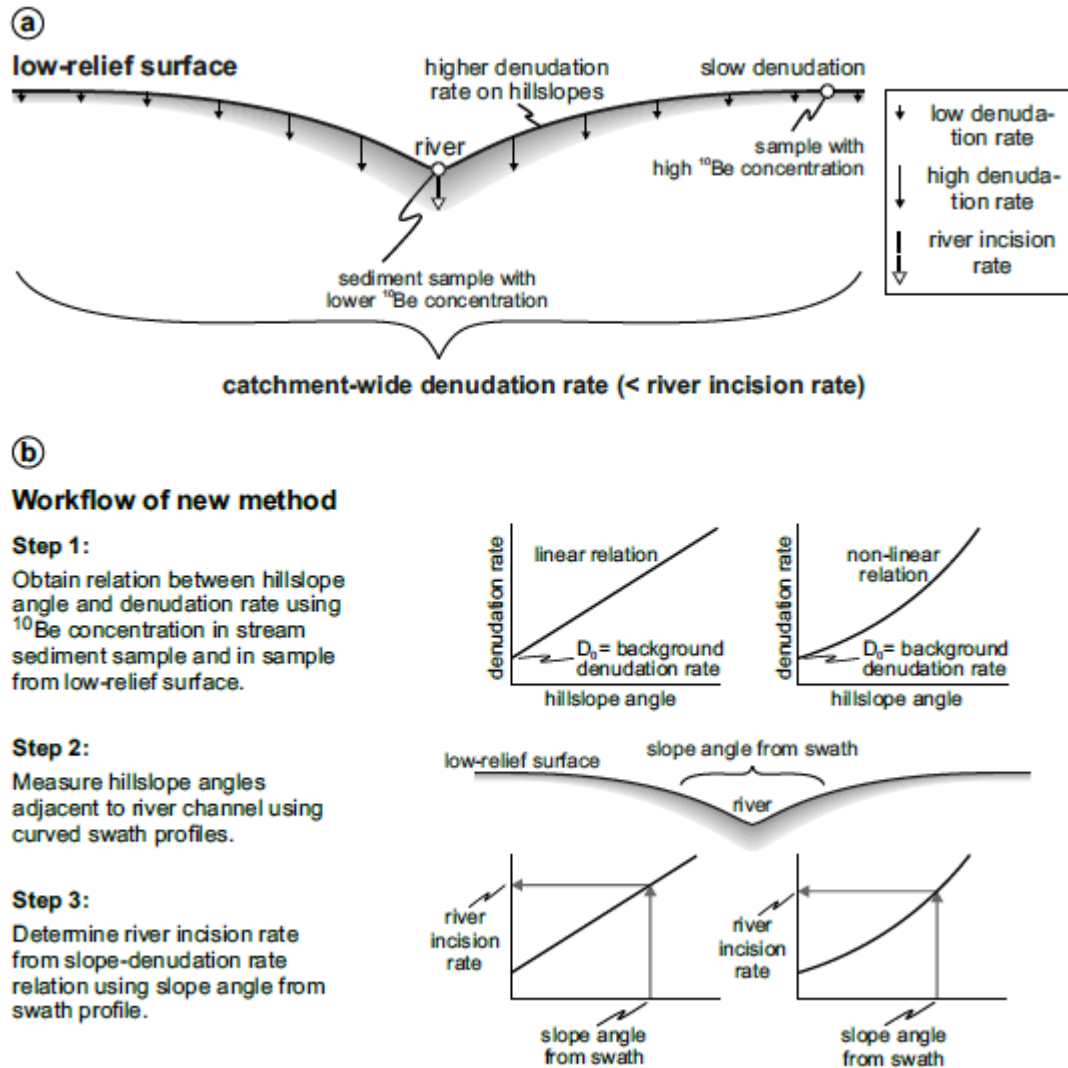 a
low-relief surface
higher denudation
rate on hillslopes
slow denudation
river
sample with
high ¹⁰Be concentration
sediment sample with
lower ¹⁰Be concentration
low denuda-
tion rate
high denuda-
tion rate
river incision
rate
catchment-wide denudation rate (< river incision rate)
b
Workflow of new method
Step 1:
Obtain relation between hillslope
angle and denudation rate using
¹⁰Be concentration in stream
sediment sample and in sample
from low-relief surface.
denudation rate
linear relation
D₀= background
denudation rate
hillslope angle
denudation rate
non-linear
relation
D₀= background
denudation rate
hillslope angle
Step 2:
Measure hillslope angles
adjacent to river channel using
curved swath profiles.
low-relief surface
slope angle from swath
river
Step 3:
Determine river incision rate
from slope-denudation rate
relation using slope angle from
swath profile.
river
incision
rate
slope angle
from swath
river
incision
rate
slope angle
from swath